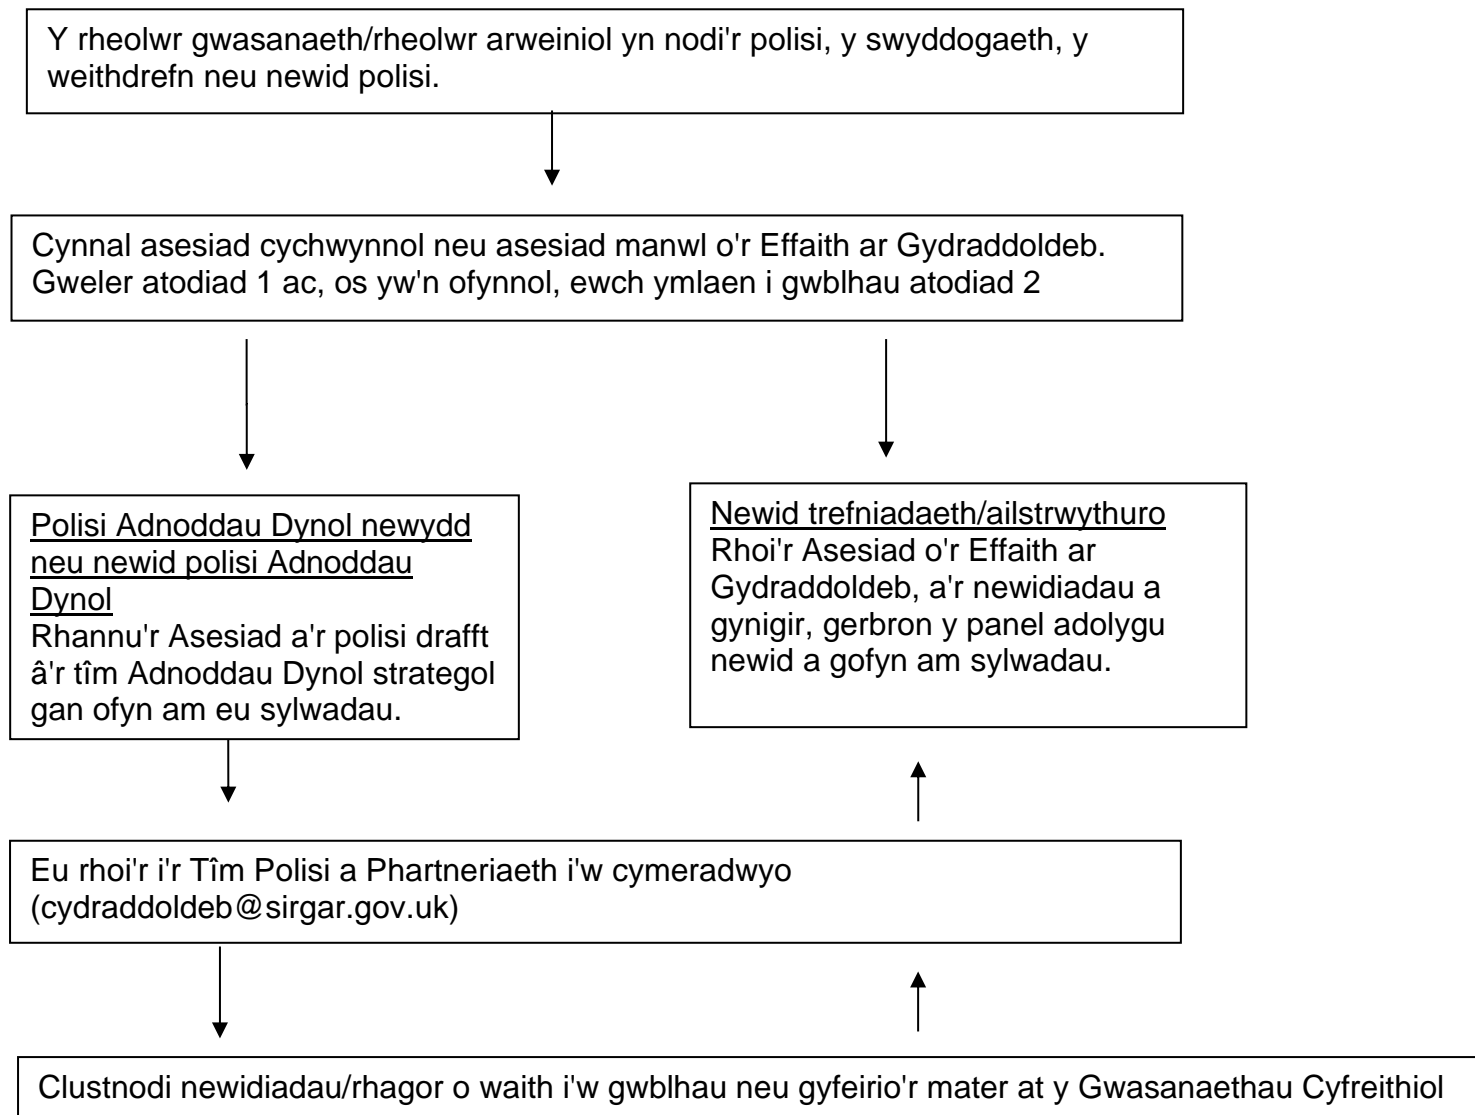 Y rheolwr gwasanaeth/rheolwr arweiniol yn nodi'r polisi, y swyddogaeth, y
weithdrefn neu newid polisi.
Cynnal asesiad cychwynnol neu asesiad manwl o'r Effaith ar Gydraddoldeb.
Gweler atodiad 1 ac, os yw'n ofynnol, ewch ymlaen i gwblhau atodiad 2
Polisi Adnoddau Dynol newydd
neu newid polisi Adnoddau
Dynol
Rhannu'r Asesiad a'r polisi drafft
â'r tîm Adnoddau Dynol strategol
gan ofyn am eu sylwadau.
Newid trefniadaeth/ailstrwythuro
Rhoi'r Asesiad o'r Effaith ar
Gydraddoldeb, a'r newidiadau a
gynigir, gerbron y panel adolygu
newid a gofyn am sylwadau.
Eu rhoi'r i'r Tîm Polisi a Phartneriaeth i'w cymeradwyo
(cydraddoldeb@sirgar.gov.uk)
Clustnodi newidiadau/rhagor o waith i'w gwblhau neu gyfeirio'r mater at y Gwasanaethau Cyfreithiol